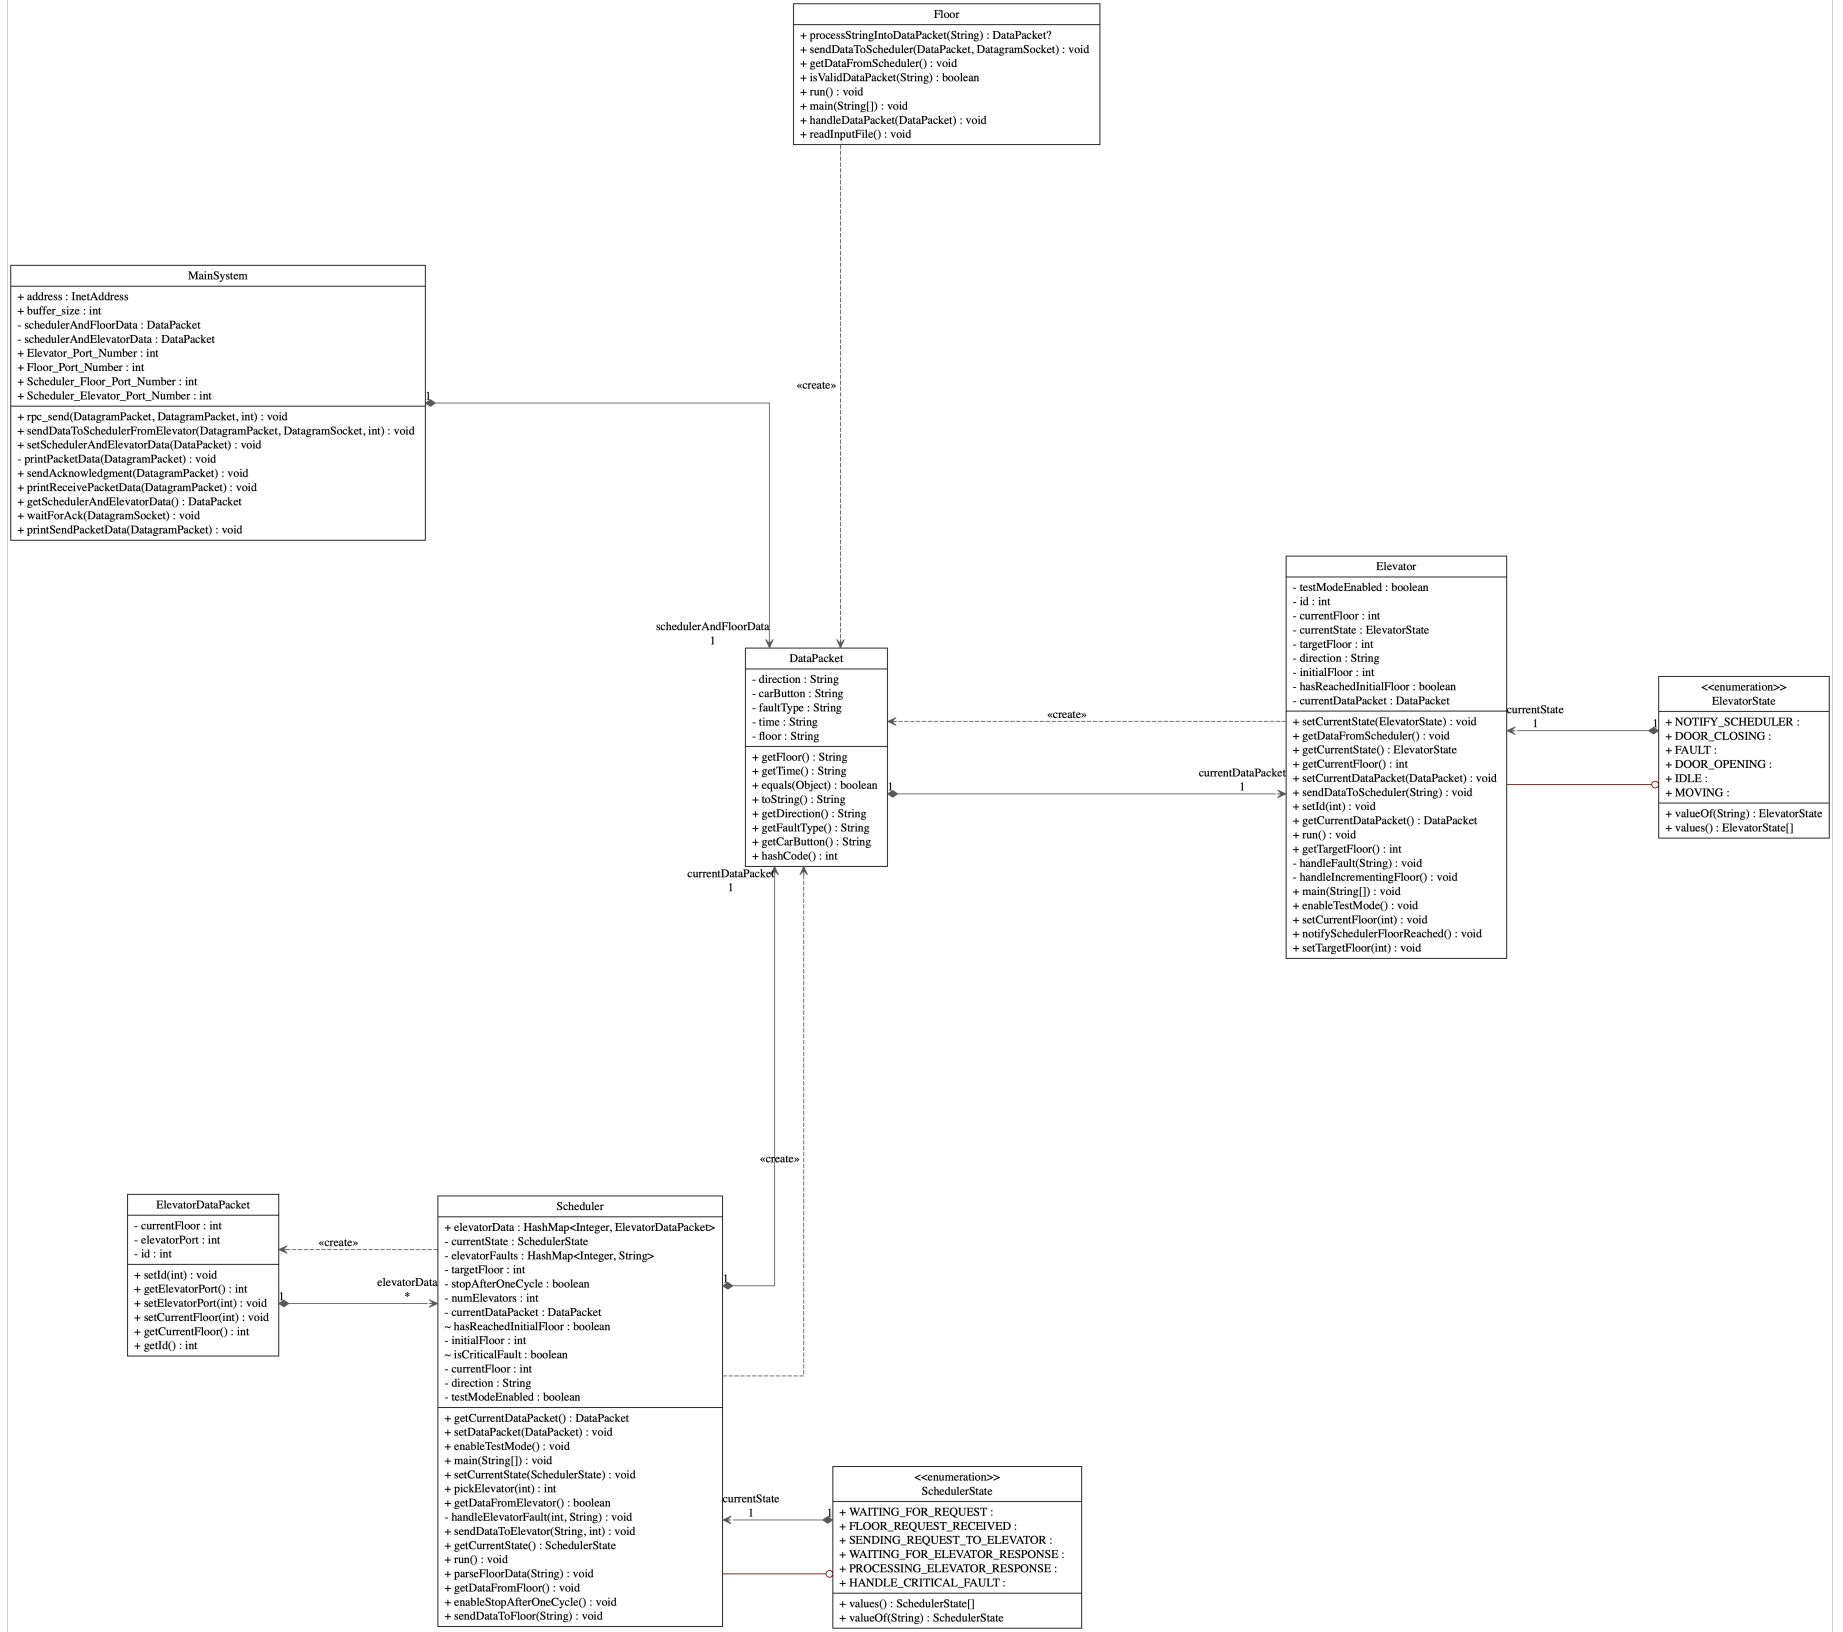 Floor
+ processStringIntoDataPacket(String) : DataPacket?
+ sendDataToScheduler(DataPacket, DatagramSocket) : void
+ getDataFromScheduler() : void
+ isValidDataPacket(String) : boolean
+ run() : void
+ main(String[]) : void
+ handleDataPacket(DataPacket) : void
+ readInputFile() : void
MainSystem
+ address : InetAddress
+ buffer_size : int
- schedulerAndFloorData : DataPacket
- schedulerAndElevatorData : DataPacket
+ Elevator_Port_Number : int
+ Floor_Port_Number : int
+ Scheduler_Floor_Port_Number : int
+ Scheduler_Elevator_Port_Number : int
+ rpc_send(DatagramPacket, DatagramPacket, int) : void
+ sendDataToSchedulerFromElevator(DatagramPacket, DatagramSocket, int) : void
+ setSchedulerAndElevatorData(DataPacket) : void
- printPacketData(DatagramPacket) : void
+ sendAcknowledgment(DatagramPacket) : void
+ printReceivePacketData(DatagramPacket) : void
+ getSchedulerAndElevatorData() : DataPacket
+ waitForAck(DatagramSocket) : void
+ printSendPacketData(DatagramPacket) : void
1
«create»
schedulerAndFloorData
1
DataPacket
- direction : String
- carButton : String
- faultType : String
- time : String
- floor : String
+ getFloor() : String
+ getTime() : String
+ equals(Object) : boolean
+ toString() : String
+ getDirection() : String
+ getFaultType() : String
+ getCarButton() : String
+ hashCode() : int
«create»
1
currentDataPacket
1
Elevator
- testModeEnabled : boolean
- id : int
- currentFloor : int
- currentState : ElevatorState
- targetFloor : int
- direction : String
- initialFloor : int
- hasReachedInitialFloor : boolean
- currentDataPacket : DataPacket
+ setCurrentState(ElevatorState) : void
+ getDataFromScheduler() : void
+ getCurrentState() : ElevatorState
+ getCurrentFloor() : int
+ setCurrentDataPacket(DataPacket) : void
+ sendDataToScheduler(String) : void
+ setId(int) : void
+ getCurrentDataPacket() : DataPacket
+ run() : void
+ getTargetFloor() : int
- handleFault(String) : void
- handleIncrementingFloor() : void
+ main(String[]) : void
+ enableTestMode() : void
+ setCurrentFloor(int) : void
+ notifySchedulerFloorReached() : void
+ setTargetFloor(int) : void
currentState
1
1
<<enumeration>>
ElevatorState
+ NOTIFY_SCHEDULER :
+ DOOR_CLOSING :
+ FAULT :
+ DOOR_OPENING :
+ IDLE :
+ MOVING :
+ valueOf(String) : ElevatorState
+ values() : ElevatorState[]
currentDataPacket
1
«create»
ElevatorDataPacket
- currentFloor : int
- elevatorPort : int
- id : int
+ setId(int) : void
+ getElevatorPort() : int
+ setElevatorPort(int) : void
+ setCurrentFloor(int) : void
+ getCurrentFloor() : int
+ getId() : int
«create»
1
elevatorData
*
Scheduler
+ elevatorData : HashMap<Integer, ElevatorDataPacket>
- currentState : SchedulerState
- elevatorFaults : HashMap<Integer, String>
- targetFloor : int
- stopAfterOneCycle : boolean
- numElevators : int
- currentDataPacket : DataPacket
~ hasReachedInitialFloor : boolean
- initialFloor : int
~ isCriticalFault : boolean
- currentFloor : int
- direction : String
- testModeEnabled : boolean
+ getCurrentDataPacket() : DataPacket
+ setDataPacket(DataPacket) : void
+ enableTestMode() : void
+ main(String[]) : void
+ setCurrentState(SchedulerState) : void
+ pickElevator(int) : int
+ getDataFromElevator() : boolean
- handleElevatorFault(int, String) : void
+ sendDataToElevator(String, int) : void
+ getCurrentState() : SchedulerState
+ run() : void
+ parseFloorData(String) : void
+ getDataFromFloor() : void
+ enableStopAfterOneCycle() : void
+ sendDataToFloor(String) : void
1
currentState
1
1
<<enumeration>>
SchedulerState
+ WAITING_FOR_REQUEST :
+ FLOOR_REQUEST_RECEIVED :
+ SENDING_REQUEST_TO_ELEVATOR :
+ WAITING_FOR_ELEVATOR_RESPONSE :
+ PROCESSING_ELEVATOR_RESPONSE :
+ HANDLE_CRITICAL_FAULT :
+ values() : SchedulerState[]
+ valueOf(String) : SchedulerState